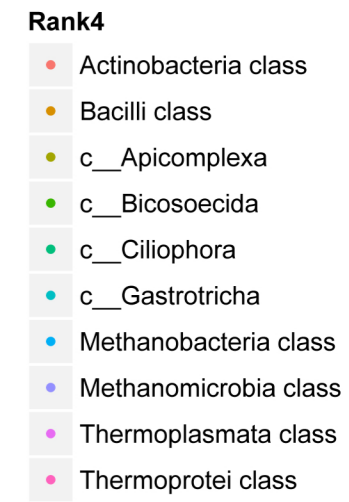 Rank4
Actinobacteria class
Bacilli class
c__Apicomplexa
c__Bicosoecida
c__Ciliophora
c__Gastrotricha
Methanobacteria class
Methanomicrobia class
Thermoplasmata class
Thermoprotei class